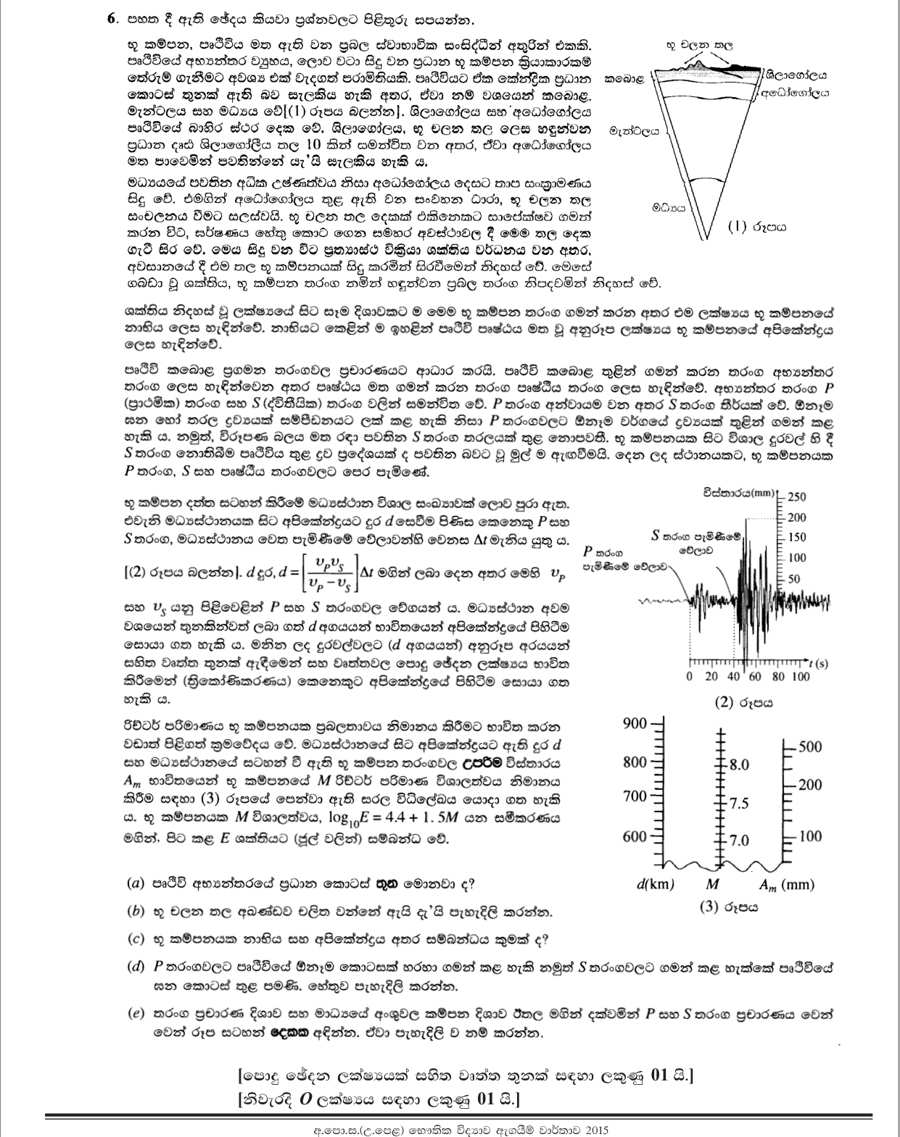 6. පහත දී ඇති ඡේදය කියවා ප්‍රශ්නවලට පිළිතුරු සපයන්න.
භූ කම්පන, පෘථිවිය මත ඇති වන ප්‍රබල ස්වාභාවික සංසිද්ධීන් අතුරින් එකකි.
පෘථිවියේ අභ්‍යන්තර ව්‍යුහය, ලොව වටා සිදු වන ප්‍රධාන භූ කම්පන ක්‍රියාකාරකම්
තේරුම් ගැනීමට අවශ්‍ය එක් වැදගත් පරාමිතියකි. පෘථිවියට ඒක කේන්ද්‍රික ප්‍රධාන
කොටස් තුනක් ඇති බව සැලකිය හැකි අතර, ඒවා නම් වශයෙන් කබොළ,
මැන්ටලය සහ මධ්‍යය වේ[(1) රූපය බලන්න]. ශිලාගෝලය සහ අධෝගෝලය
පෘථිවියේ බාහිර ස්ථර දෙක වේ. ශිලාගෝලය, භූ චලන තල ලෙස හඳුන්වන
ප්‍රධාන දෘඪ ශිලාගෝලීය තල 10 කින් සමන්විත වන අතර, ඒවා අධෝගෝලය
මත පාවෙමින් පවතින්නේ යැ'යි සැලකිය හැකි ය.
භූ චලන තල
කබොළ
ශිලාගෝලය
අධෝගෝලය
මැන්ටලය
මධ්‍යය
(1) රූපය
මධ්‍යයයේ පවතින අධික උෂ්ණත්වය නිසා අධෝගෝලය දෙසට තාප සංක්‍රාමණය
සිදු වේ. එමගින් අධෝගෝලය තුළ ඇති වන සංවහන ධාරා, භූ චලන තල
සංචලනය වීමට සලස්වයි. භූ චලන තල දෙකක් එකිනෙකට සාපේක්ෂව ගමන්
කරන විට, ඝර්ෂණය හේතු කොට ගෙන සමහර අවස්ථාවල දී මෙම තල දෙක
ගැටී සිර වේ. මෙය සිදු වන විට ප්‍රත්‍යාස්ථ වික්‍රියා ශක්තිය වර්ධනය වන අතර,
අවසානයේ දී එම තල භූ කම්පනයක් සිදු කරමින් සිරවීමෙන් නිදහස් වේ. මෙසේ
ගබඩා වූ ශක්තිය, භූ කම්පන තරංග නමින් හඳුන්වන ප්‍රබල තරංග නිපදවමින් නිදහස් වේ.
ශක්තිය නිදහස් වූ ලක්ෂ්‍යයේ සිට සෑම දිශාවකට ම මෙම භූ කම්පන තරංග ගමන් කරන අතර එම ලක්ෂ්‍යය භූ කම්පනයේ
නාභිය ලෙස හැඳින්වේ. නාභියට කෙළින් ම ඉහළින් පෘථිවි පෘෂ්ඨය මත වූ අනුරූප ලක්ෂ්‍යය භූ කම්පනයේ අපිකේන්ද්‍රය
ලෙස හැඳින්වේ.
පෘථිවි කබොළ ප්‍රගමන තරංගවල ප්‍රචාරණයට ආධාර කරයි. පෘථිවි කබොළ තුළින් ගමන් කරන තරංග අභ්‍යන්තර
තරංග ලෙස හැඳින්වෙන අතර පෘෂ්ඨය මත ගමන් කරන තරංග පෘෂ්ඨීය තරංග ලෙස හැඳින්වේ. අභ්‍යන්තර තරංග P
(ප්‍රාථමික) තරංග සහ S (ද්විතීයික) තරංග වලින් සමන්විත වේ. P තරංග අන්වායාම වන අතර S තරංග තීර්යක් වේ. ඕනෑම
ඝන හෝ තරල ද්‍රව්‍යයක් සම්පීඩනයට ලක් කළ හැකි නිසා P තරංගවලට ඕනෑම වර්ගයේ ද්‍රව්‍යයක් තුළින් ගමන් කළ
හැකි ය. නමුත්, විරූපණ බලය මත රඳා පවතින S තරංග තරලයක් තුළ නොපවතී. භූ කම්පනයක සිට විශාල දුරවල් හි දී
S තරංග නොතිබීම පෘථිවිය තුළ ද්‍රව ප්‍රදේශයක් ද පවතින බවට වූ මුල් ම ඇඟවීමයි. දෙන ලද ස්ථානයකට, භූ කම්පනයක
P තරංග, S සහ පෘෂ්ඨීය තරංගවලට පෙර පැමිණේ.
භූ කම්පන දත්ත සටහන් කිරීමේ මධ්‍යස්ථාන විශාල සංඛ්‍යාවක් ලොව පුරා ඇත.
එවැනි මධ්‍යස්ථානයක සිට අපිකේන්ද්‍රයට දුර d සෙවීම පිණිස කෙනෙකු P සහ
S තරංග, මධ්‍යස්ථානය වෙත පැමිණීමේ වේලාවන්හි වෙනස Δt මැනිය යුතු ය.
[(2) රූපය බලන්න]. d දුර, d = [v_P v_S / (v_P − v_S)] Δt මගින් ලබා දෙන අතර මෙහි v_P
සහ v_S යනු පිළිවෙළින් P සහ S තරංගවල වේගයන් ය. මධ්‍යස්ථාන අවම
වශයෙන් තුනකින්වත් ලබා ගත් d අගයයන් භාවිතයෙන් අපිකේන්ද්‍රයේ පිහිටීම
සොයා ගත හැකි ය. මනින ලද දුරවල්වලට (d අගයයන්) අනුරූප අරයයන්
සහිත වෘත්ත තුනක් ඇඳීමෙන් සහ වෘත්තවල පොදු ඡේදන ලක්ෂ්‍යය භාවිත
කිරීමෙන් (ත්‍රිකෝණිකරණය) කෙනෙකුට අපිකේන්ද්‍රයේ පිහිටීම සොයා ගත
හැකි ය.
විස්තාරය(mm)
250
200
150
100
50
S තරංග පැමිණීමේ
වේලාව
P තරංග
පැමිණීමේ වේලාව
t (s)
0 20 40 60 80 100
(2) රූපය
රිච්ටර් පරිමාණය භූ කම්පනයක ප්‍රබලතාවය නිමානය කිරීමට භාවිත කරන
වඩාත් පිළිගත් ක්‍රමවේදය වේ. මධ්‍යස්ථානයේ සිට අපිකේන්ද්‍රයට ඇති දුර d
සහ මධ්‍යස්ථානයේ සටහන් වී ඇති භූ කම්පන තරංගවල උපරිම විස්තාරය
A_m භාවිතයෙන් භූ කම්පනයේ M රිච්ටර් පරිමාණ විශාලත්වය නිමානය
කිරීම සඳහා (3) රූපයේ පෙන්වා ඇති සරල විධිලේඛය යොදා ගත හැකි
ය. භූ කම්පනයක M විශාලත්වය, log₁₀E = 4.4 + 1. 5M යන සමීකරණය
මගින්, පිට කළ E ශක්තියට (ජූල් වලින්) සම්බන්ධ වේ.
900
800
700
600
8.0
7.5
7.0
500
200
100
d(km) M A_m (mm)
(3) රූපය
(a) පෘථිවි අභ්‍යන්තරයේ ප්‍රධාන කොටස් තුන මොනවා ද?
(b) භූ චලන තල අඛණ්ඩව චලිත වන්නේ ඇයි දැ'යි පැහැදිලි කරන්න.
(c) භූ කම්පනයක නාභිය සහ අපිකේන්ද්‍රය අතර සම්බන්ධය කුමක් ද?
(d) P තරංගවලට පෘථිවියේ ඕනෑම කොටසක් හරහා ගමන් කළ හැකි නමුත් S තරංගවලට ගමන් කළ හැක්කේ පෘථිවියේ
ඝන කොටස් තුළ පමණි. හේතුව පැහැදිලි කරන්න.
(e) තරංග ප්‍රචාරණ දිශාව සහ මාධ්‍යයේ අංශුවල කම්පන දිශාව ඊතල මගින් දක්වමින් P සහ S තරංග ප්‍රචාරණය වෙන්
වෙන් රූප සටහන් දෙකක අඳින්න. ඒවා පැහැදිලි ව නම් කරන්න.
[පොදු ඡේදන ලක්ෂ්‍යයක් සහිත වෘත්ත තුනක් සඳහා ලකුණු 01 යි.]
[නිවැරදි O ලක්ෂ්‍යය සඳහා ලකුණු 01 යි.]
අ.පො.ස.(උ.පෙළ) භෞතික විද්‍යාව ඇගයීම් වාර්තාව 2015